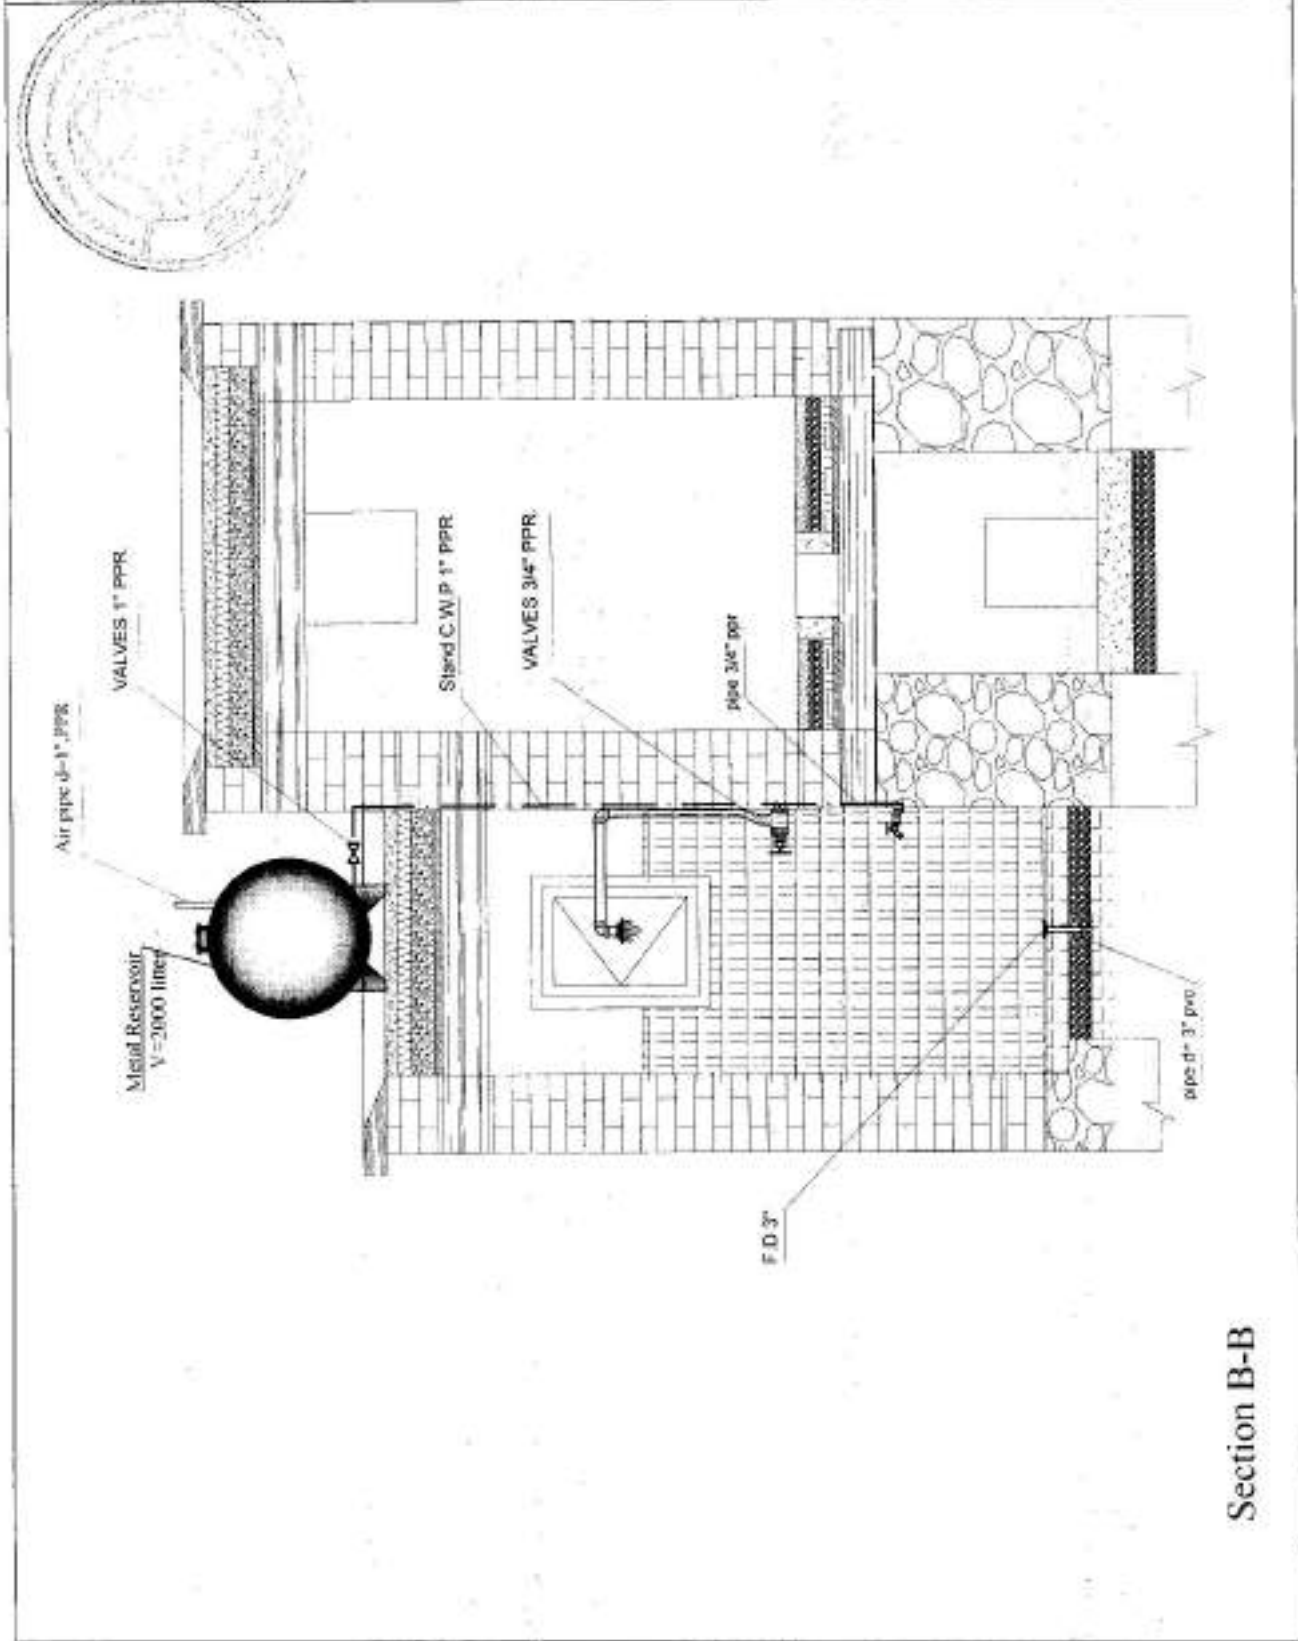 Air pipe d=1", PPR
VALVES 1" PPR
Metal Reservoir
V=2000 liner
Stand C.W.P 1" PPR
VALVES 3/4" PPR
pipe 3/4" ppr
F.D 3"
pipe d= 3" pvc
Section B-B